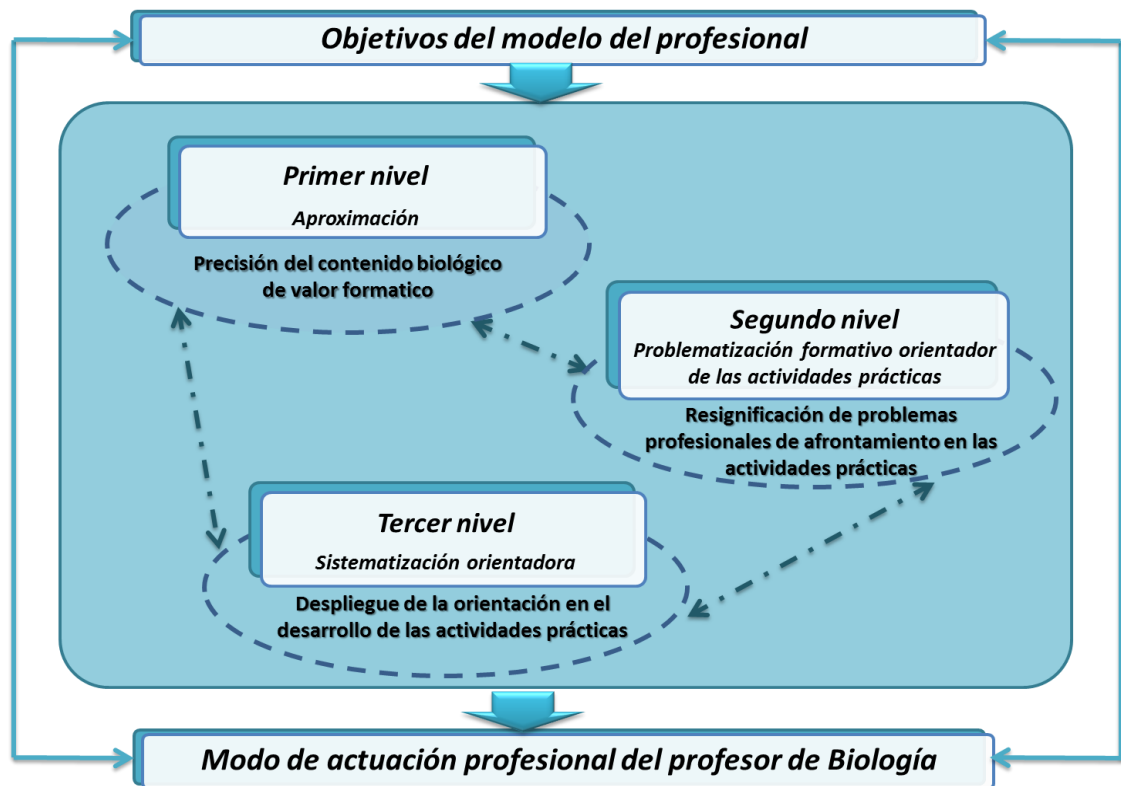 Objetivos del modelo del profesional
Primer nivel
Aproximación
Precisión del contenido biológico
de valor formatico
Segundo nivel
Problematización formativo orientador
de las actividades prácticas
Resignificación de problemas
profesionales de afrontamiento en las
actividades prácticas
Tercer nivel
Sistematización orientadora
Despliegue de la orientación en el
desarrollo de las actividades prácticas
Modo de actuación profesional del profesor de Biología